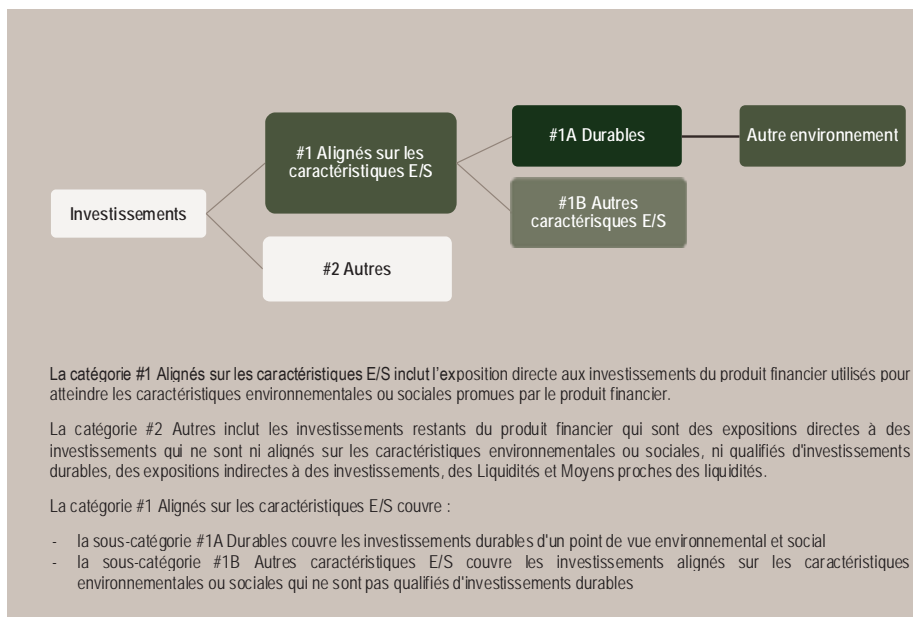 #1 Alignés sur les
caractéristiques E/S
#1A Durables
Autre environnement
Investissements
#1B Autres
caractérisques E/S
#2 Autres
La catégorie #1 Alignés sur les caractéristiques E/S inclut l'exposition directe aux investissements du produit financier utilisés pour
atteindre les caractéristiques environnementales ou sociales promues par le produit financier.
La catégorie #2 Autres inclut les investissements restants du produit financier qui sont des expositions directes à des
investissements qui ne sont ni alignés sur les caractéristiques environnementales ou sociales, ni qualifiés d'investissements
durables, des expositions indirectes à des investissements, des Liquidités et Moyens proches des liquidités.
La catégorie #1 Alignés sur les caractéristiques E/S couvre :
- la sous-catégorie #1A Durables couvre les investissements durables d'un point de vue environnemental et social
- la sous-catégorie #1B Autres caractéristiques E/S couvre les investissements alignés sur les caractéristiques
environnementales ou sociales qui ne sont pas qualifiés d'investissements durables